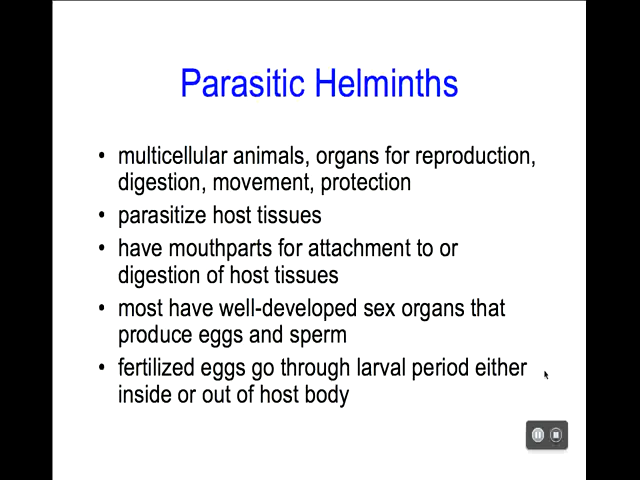 Parasitic Helminths
• multicellular animals, organs for reproduction,
digestion, movement, protection
• parasitize host tissues
• have mouthparts for attachment to or
digestion of host tissues
• most have well-developed sex organs that
produce eggs and sperm
• fertilized eggs go through larval period either
inside or out of host body